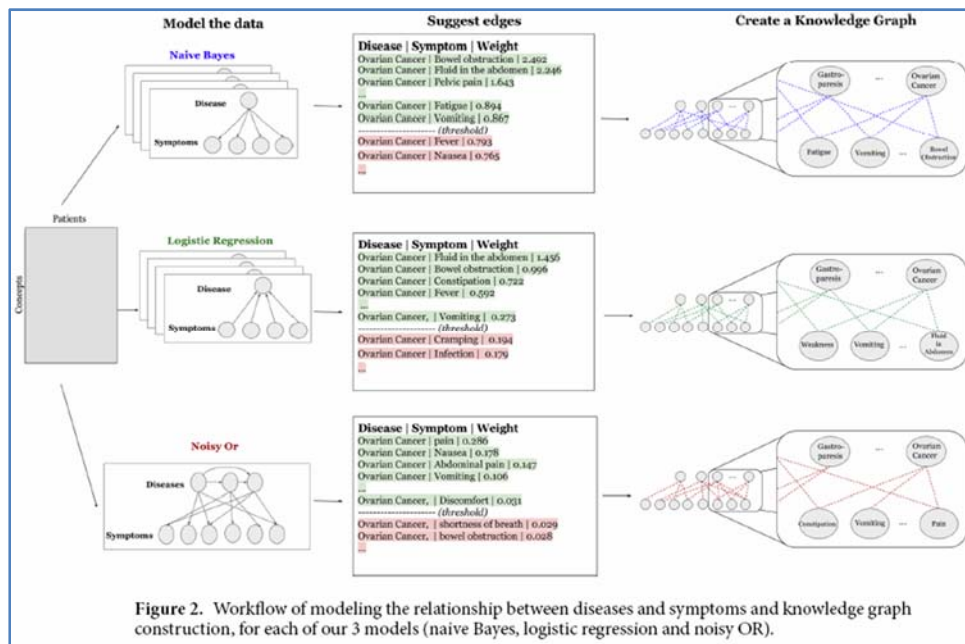 Model the data
Suggest edges
Create a Knowledge Graph
Patients
Concepts
Naive Bayes
Disease
Symptoms
Disease | Symptom | Weight
Ovarian Cancer | Bowel obstruction | 2.492
Ovarian Cancer | Fluid in the abdomen | 2.246
Ovarian Cancer | Pelvic pain | 1.643
...
Ovarian Cancer | Fatigue | 0.894
Ovarian Cancer | Vomiting | 0.867
-------------------- (threshold)
Ovarian Cancer | Fever | 0.793
Ovarian Cancer | Nausea | 0.765
...
Gastro-
paresis
...
Ovarian
Cancer
Fatigue
Vomiting
...
Bowel
Obstruction
Logistic Regression
Disease
Symptoms
Disease | Symptom | Weight
Ovarian Cancer | Fluid in the abdomen | 1.456
Ovarian Cancer | Bowel obstruction | 0.996
Ovarian Cancer | Constipation | 0.722
Ovarian Cancer | Fever | 0.592
...
Ovarian Cancer, | Vomiting | 0.273
-------------------- (threshold)
Ovarian Cancer | Cramping | 0.194
Ovarian Cancer | Infection | 0.179
...
Gastro-
paresis
...
Ovarian
Cancer
Weakness
Vomiting
...
Fluid
in
Abdomen
Noisy Or
Diseases
Symptoms
Disease | Symptom | Weight
Ovarian Cancer | pain | 0.286
Ovarian Cancer | Nausea | 0.178
Ovarian Cancer | Abdominal pain | 0.147
Ovarian Cancer | Vomiting | 0.106
...
Ovarian Cancer, | Discomfort | 0.031
-------------------- (threshold)
Ovarian Cancer, | shortness of breath | 0.029
Ovarian Cancer, | bowel obstruction | 0.028
...
Gastro-
paresis
...
Ovarian
Cancer
Constipation
Vomiting
...
Pain
Figure 2. Workflow of modeling the relationship between diseases and symptoms and knowledge graph
construction, for each of our 3 models (naive Bayes, logistic regression and noisy OR).